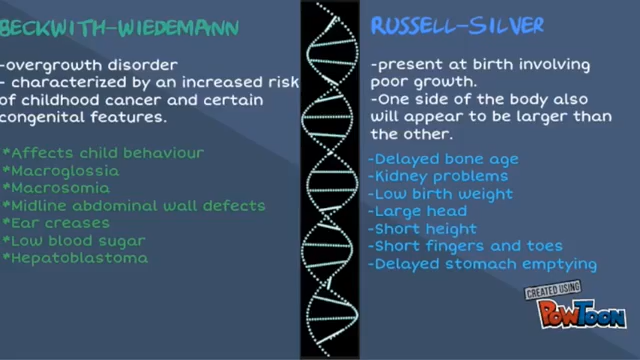 BECKWITH-WIEDEMANN
-overgrowth disorder
- characterized by an increased risk
of childhood cancer and certain
congenital features.
*Affects child behaviour
*Macroglossia
*Macrosomia
*Midline abdominal wall defects
*Ear creases
*Low blood sugar
*Hepatoblastoma
RUSSELL-SILVER
-present at birth involving
poor growth.
-One side of the body also
will appear to be larger than
the other.
-Delayed bone age
-Kidney problems
-Low birth weight
-Large head
-Short height
-Short fingers and toes
-Delayed stomach emptying
CREATED USING
POWTOON